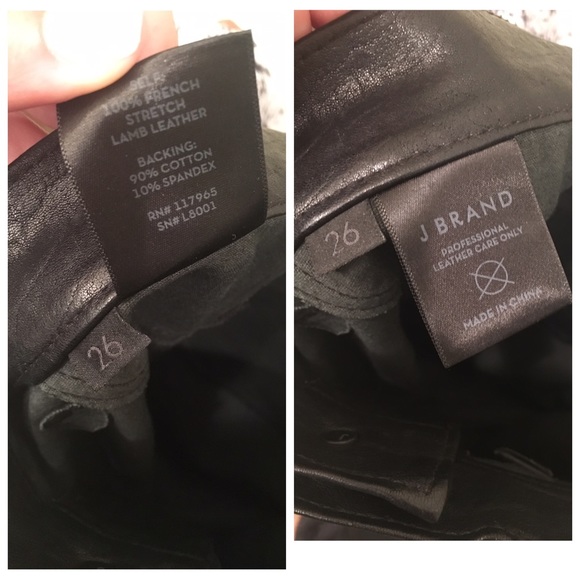 SELF:
100% FRENCH
STRETCH
LAMB LEATHER
BACKING:
90% COTTON
10% SPANDEX
RN# 117965
SN# L8001
26
26
J BRAND
PROFESSIONAL
LEATHER CARE ONLY
MADE IN CHINA